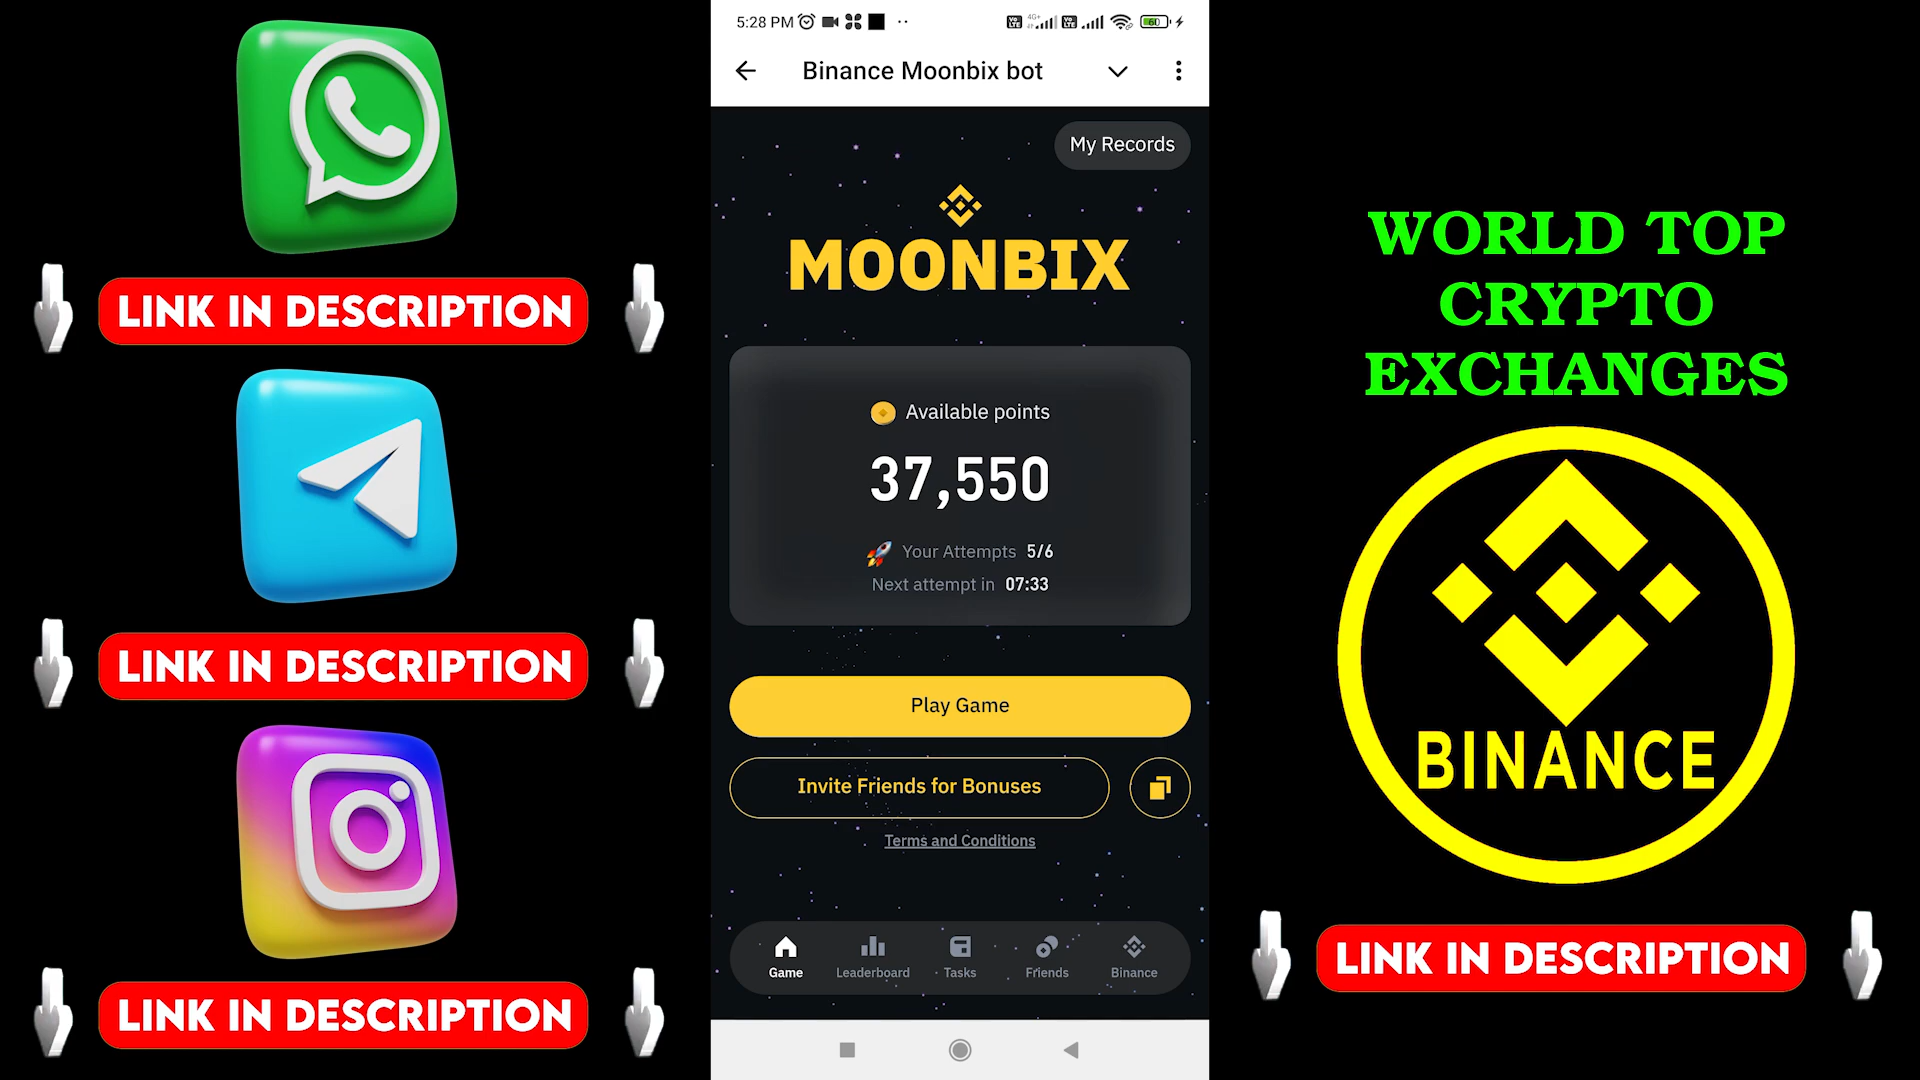 LINK IN DESCRIPTION
LINK IN DESCRIPTION
LINK IN DESCRIPTION
5:28 PM
4G+
60
Binance Moonbix bot
My Records
MOONBIX
Available points
37,550
Your Attempts 5/6
Next attempt in 07:33
Play Game
Invite Friends for Bonuses
Terms and Conditions
Game
Leaderboard
Tasks
Friends
Binance
WORLD TOP
CRYPTO
EXCHANGES
BINANCE
LINK IN DESCRIPTION